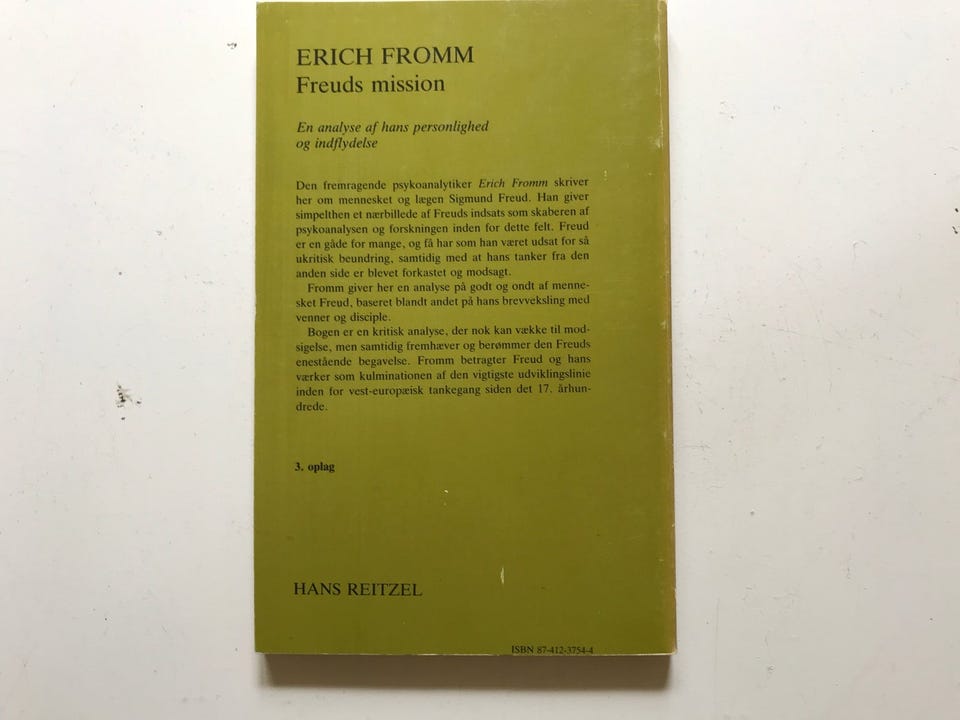 ERICH FROMM
Freuds mission
En analyse af hans personlighed
og indflydelse
Den fremragende psykoanalytiker Erich Fromm skriver
her om mennesket og lægen Sigmund Freud. Han giver
simpelthen et nærbillede af Freuds indsats som skaberen af
psykoanalysen og forskningen inden for dette felt. Freud
er en gåde for mange, og få har som han været udsat for så
ukritisk beundring, samtidig med at hans tanker fra den
anden side er blevet forkastet og modsagt.
Fromm giver her en analyse på godt og ondt af menne-
sket Freud, baseret blandt andet på hans brevveksling med
venner og disciple.
Bogen er en kritisk analyse, der nok kan vække til mod-
sigelse, men samtidig fremhæver og berømmer den Freuds
enestående begavelse. Fromm betragter Freud og hans
værker som kulminationen af den vigtigste udviklingslinie
inden for vest-europæisk tankegang siden det 17. århun-
drede.
3. oplag
HANS REITZEL
ISBN 87-412-3754-4